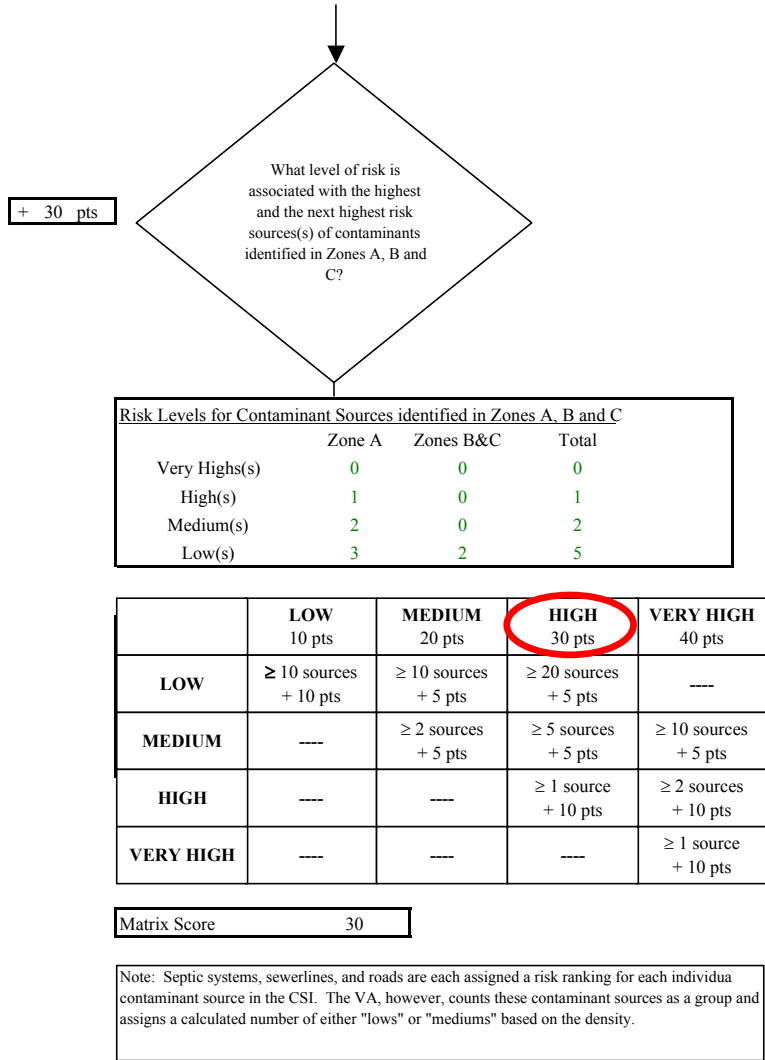 What level of risk is
associated with the highest
and the next highest risk
sources(s) of contaminants
identified in Zones A, B and
C?
+ 30 pts
Risk Levels for Contaminant Sources identified in Zones A, B and C
Zone A Zones B&C Total
Very Highs(s) 0 0 0
High(s) 1 0 1
Medium(s) 2 0 2
Low(s) 3 2 5
LOW MEDIUM HIGH VERY HIGH
10 pts 20 pts 30 pts 40 pts
LOW ≥ 10 sources ≥ 10 sources ≥ 20 sources ----
+ 10 pts + 5 pts + 5 pts
MEDIUM ---- ≥ 2 sources ≥ 5 sources ≥ 10 sources
+ 5 pts + 5 pts + 5 pts
HIGH ---- ---- ≥ 1 source ≥ 2 sources
+ 10 pts + 10 pts
VERY HIGH ---- ---- ---- ≥ 1 source
+ 10 pts
Matrix Score 30
Note: Septic systems, sewerlines, and roads are each assigned a risk ranking for each individua
contaminant source in the CSI. The VA, however, counts these contaminant sources as a group and
assigns a calculated number of either "lows" or "mediums" based on the density.